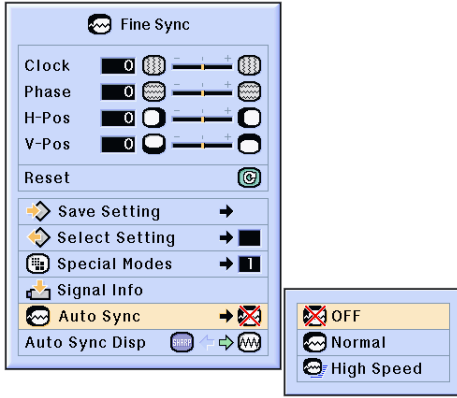 Fine Sync
Clock 0 - +
Phase 0 - +
H-Pos 0 - +
V-Pos 0 - +
Reset
Save Setting
Select Setting
Special Modes 1
Signal Info
Auto Sync
Auto Sync Disp SHARP
OFF
Normal
High Speed